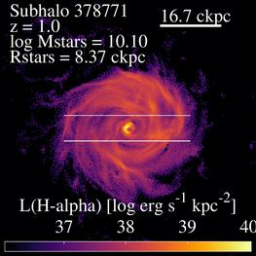 Subhalo 378771
z = 1.0
log Mstars = 10.10
Rstars = 8.37 ckpc
16.7 ckpc
L(H-alpha) [log erg s⁻¹ kpc⁻²]
37 38 39 40